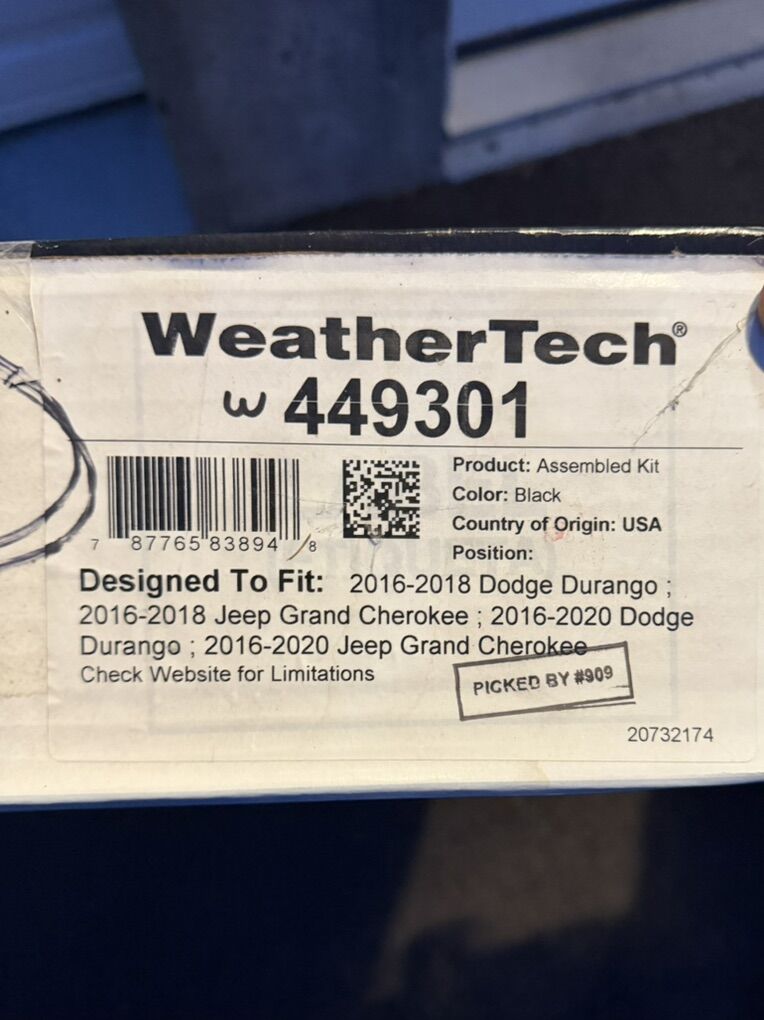 WeatherTech®
ω 449301
Product: Assembled Kit
Color: Black
Country of Origin: USA
Position:
7 87765 83894 8
Designed To Fit: 2016-2018 Dodge Durango ;
2016-2018 Jeep Grand Cherokee ; 2016-2020 Dodge
Durango ; 2016-2020 Jeep Grand Cherokee
Check Website for Limitations
PICKED BY #909
20732174